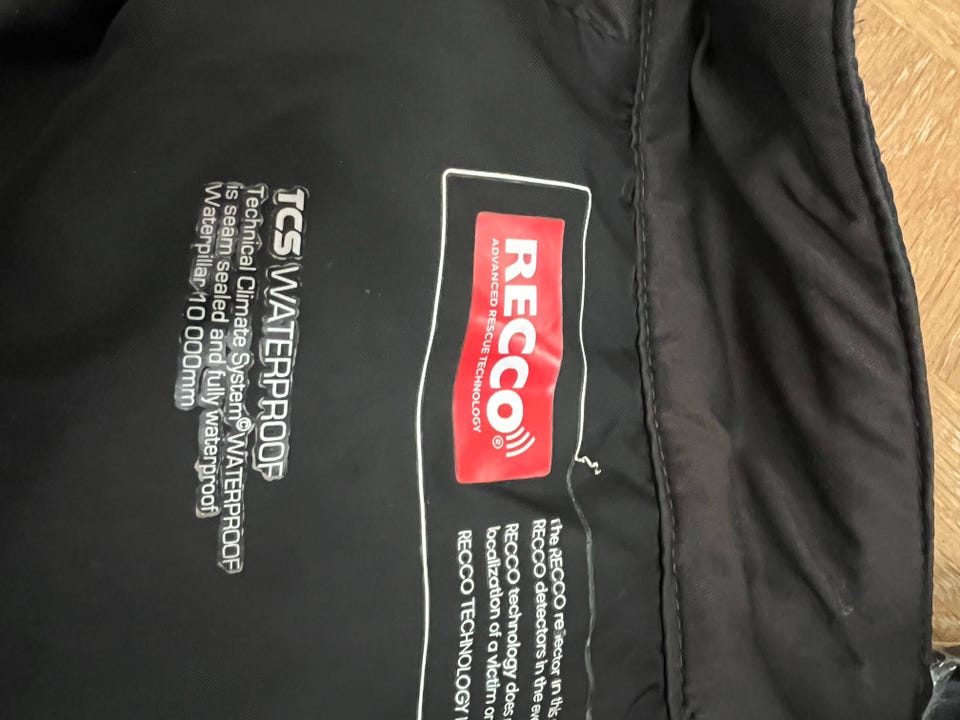 RECCO®
ADVANCED RESCUE TECHNOLOGY
The RECCO reflector in this
RECCO detectors in the
RECCO technology does
localization of a victim or
RECCO TECHNOLOGY
TCS WATERPROOF
Technical Climate System© WATERPROOF
is seam sealed and fully waterproof.
Waterpillar 10 000mm